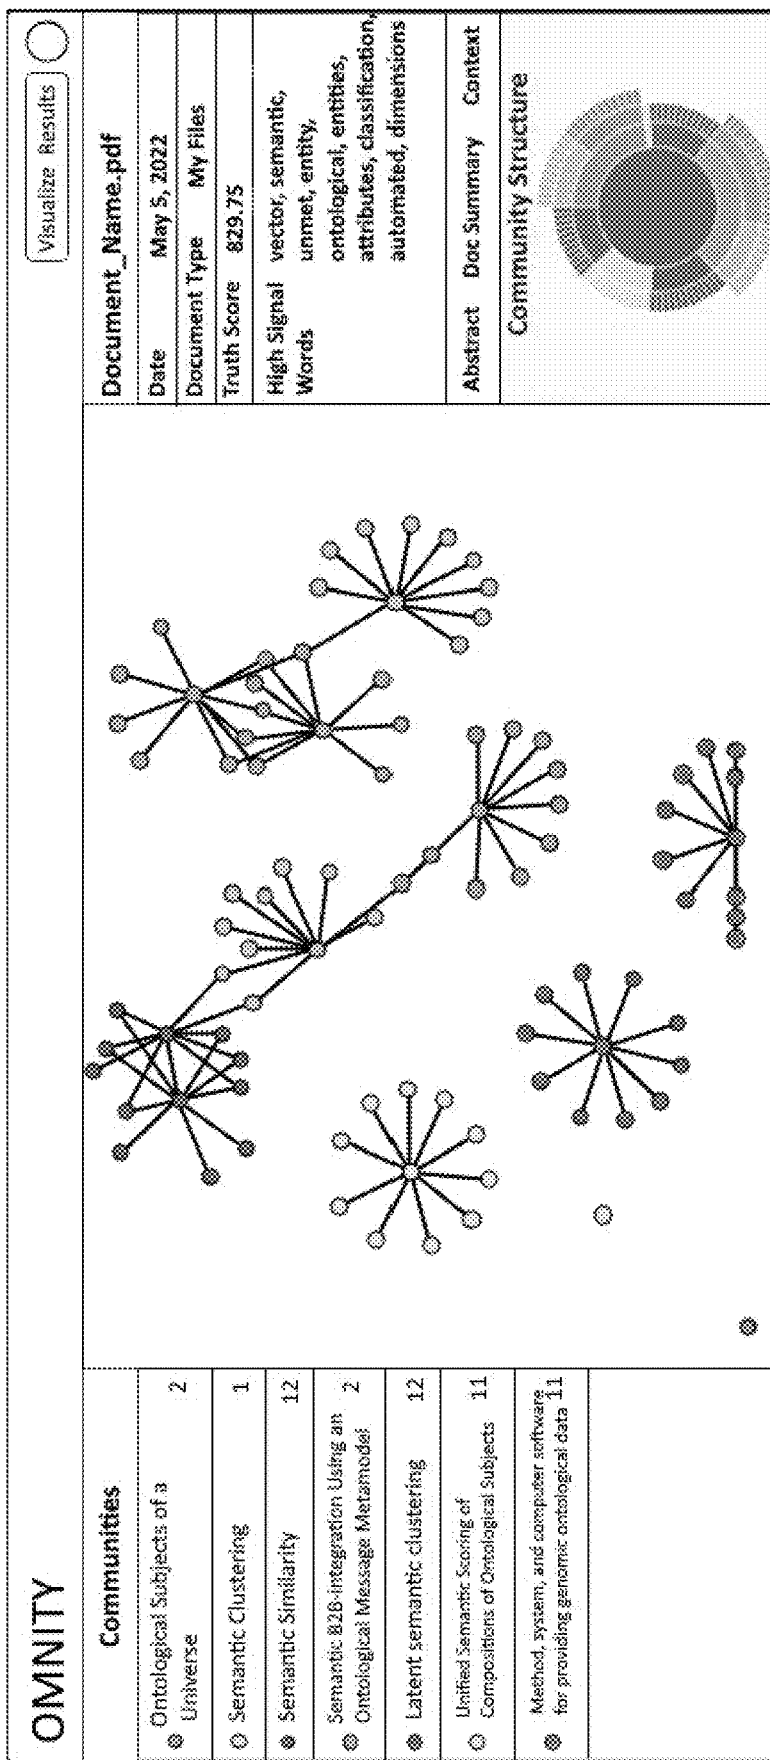 OMNITY
Visualize Results
Communities
Ontological Subjects of a
Universe
2
Semantic Clustering
1
Semantic Similarity
12
Semantic B2B-Integration Using an
Ontological Message Metamodel
2
Latent semantic clustering
12
Unified Semantic Scoring of
Compositions of Ontological Subjects
11
Method, system, and computer software
for providing genomic ontological data
11
Document_Name.pdf
Date May 5, 2022
Document Type My Files
Truth Score 829.75
High Signal
Words
vector, semantic,
unmet, entity,
ontological, entities,
attributes, classification,
automated, dimensions
Abstract Doc Summary Context
Community Structure